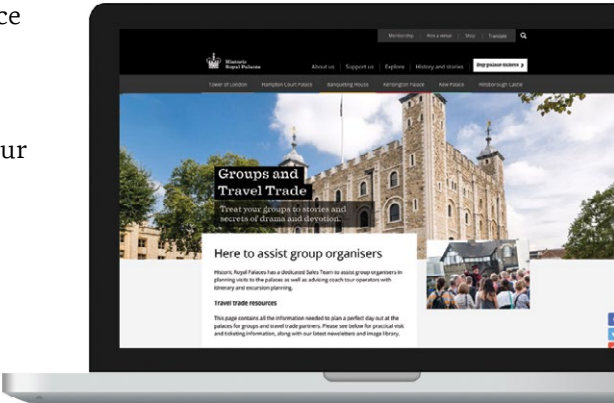 ce
ur
Membership | Hire a venue | Shop | Translate
Historic
Royal Palaces
About us | Support us | Explore | History and stories
Buy palace tickets
Tower of London Hampton Court Palace Banqueting House Kensington Palace Kew Palace Hillsborough Castle
Groups and
Travel Trade
Treat your groups to stories and
secrets of drama and devotion.
Here to assist group organisers
Historic Royal Palaces has a dedicated Sales Team to assist group organisers in
planning visits to the palaces as well as advising coach tour operators with
itinerary and excursion planning.
Travel trade resources
This page contains all the information needed to plan a perfect day out at the
palaces for groups and travel trade partners. Please see below for practical visit
and ticketing information, along with our latest newsletters and image library.